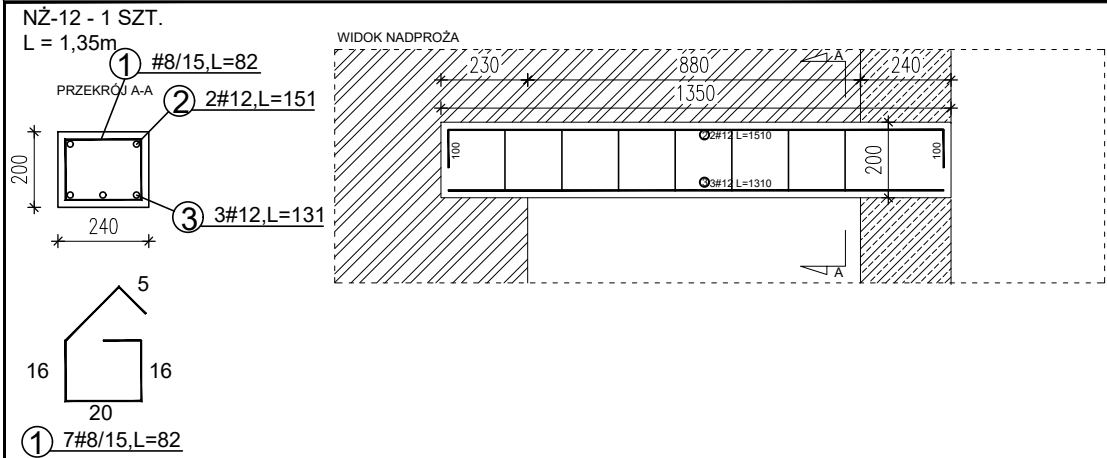 NŻ-12 - 1 SZT.
L = 1,35m
1 #8/15,L=82
PRZEKRÓJ A-A
2 2#12,L=151
200
240
3 3#12,L=131
5
16
16
20
1 7#8/15,L=82
WIDOK NADPROŻA
230
880
240
A
1350
100
2 2#12 L=1510
200
100
3 3#12 L=1310
A